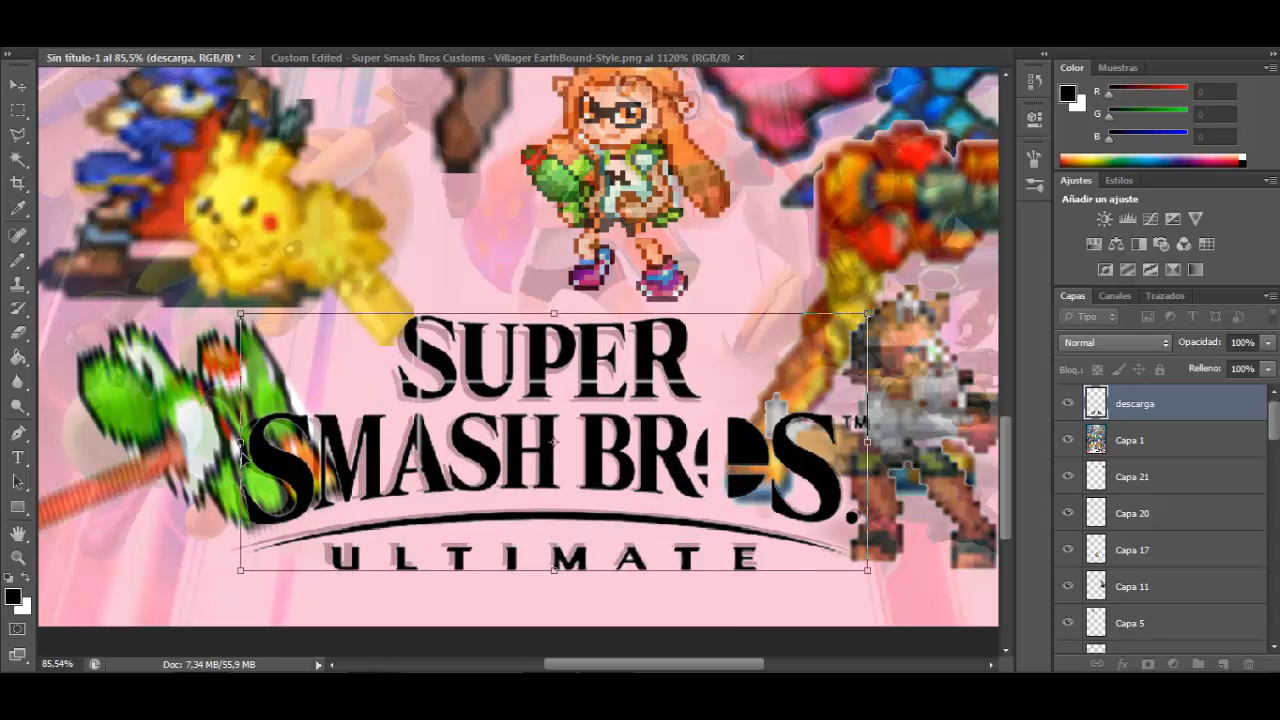 Sin título-1 al 85,5% (descarga, RGB/8) * ×
Custom Edited - Super Smash Bros Customs - Villager EarthBound-Style.png al 1120% (RGB/8) ×
Color Muestras
R 0
G 0
B 0
Ajustes Estilos
Añadir un ajuste
Capas Canales Trazados
Tipo
Normal Opacidad: 100%
Bloq.: Relleno: 100%
descarga
Capa 1
Capa 21
Capa 20
Capa 17
Capa 11
Capa 5
SUPER
SMASH BROS.™
ULTIMATE
85,54% Doc: 7,34 MB/55,9 MB